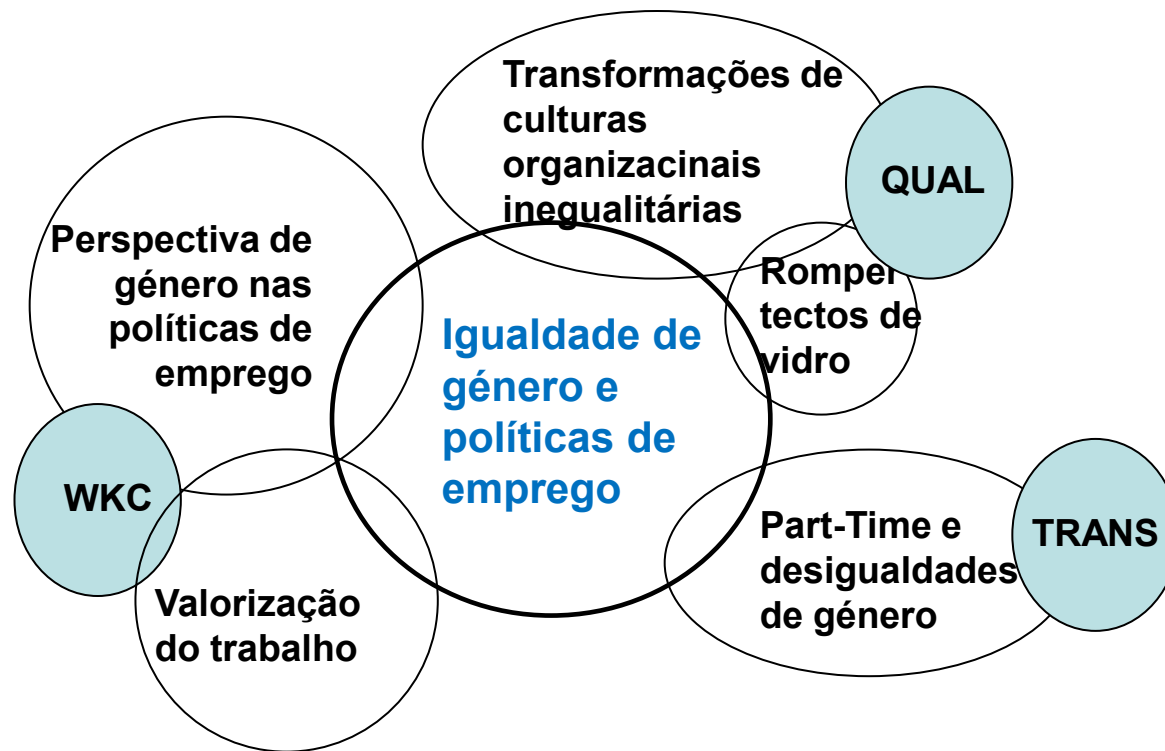 Transformações de
culturas
organizacinais
inegualitárias
QUAL
Perspectiva de
género nas
políticas de
emprego
Romper
tectos de
vidro
Igualdade de
género e
políticas de
emprego
WKC
Part-Time e
desigualdades
de género
TRANS
Valorização
do trabalho